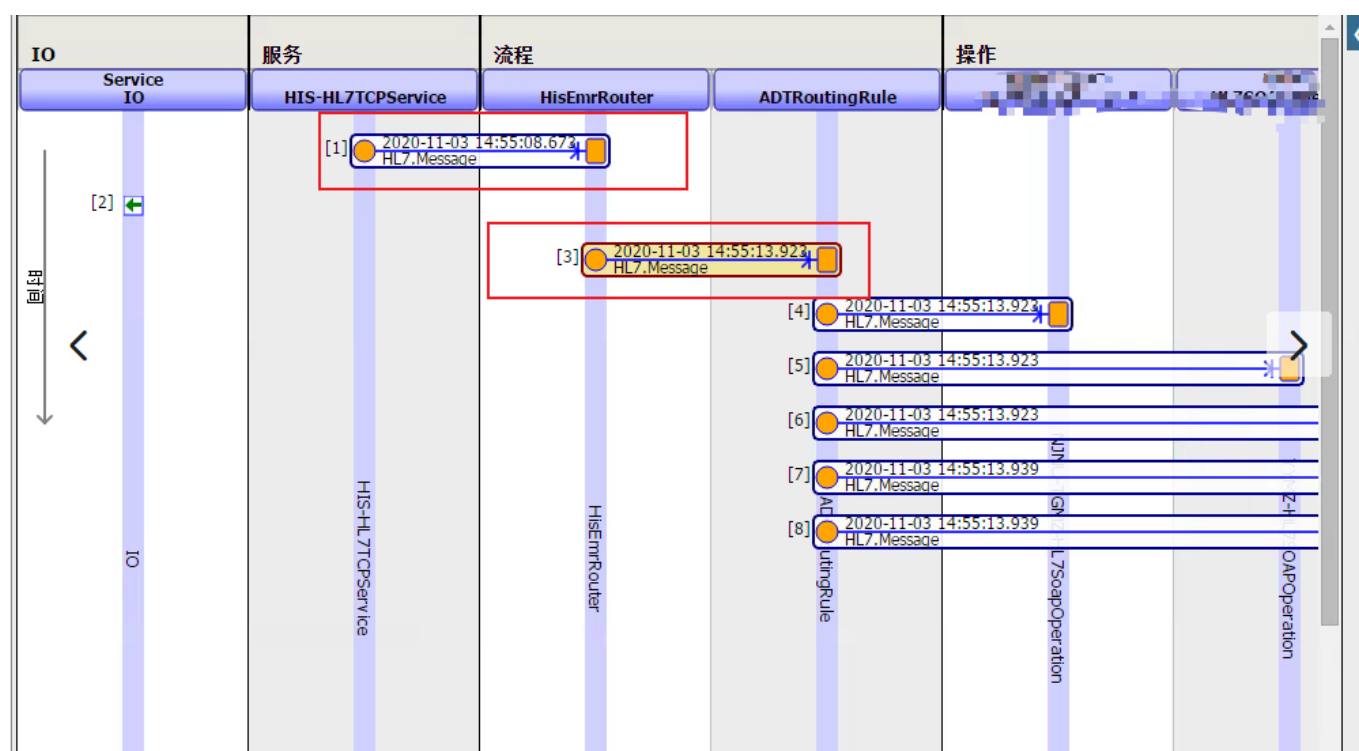 IO
服务
流程
操作
Service
IO
HIS-HL7TCPService
HisEmrRouter
ADTRoutingRule
[1]
2020-11-03 14:55:08.673
HL7.Message
[2]
[3]
2020-11-03 14:55:13.923
HL7.Message
时间
[4]
2020-11-03 14:55:13.923
HL7.Message
[5]
2020-11-03 14:55:13.923
HL7.Message
[6]
2020-11-03 14:55:13.923
HL7.Message
[7]
2020-11-03 14:55:13.939
HL7.Message
[8]
2020-11-03 14:55:13.939
HL7.Message
IO
HIS-HL7TCPService
HisEmrRouter